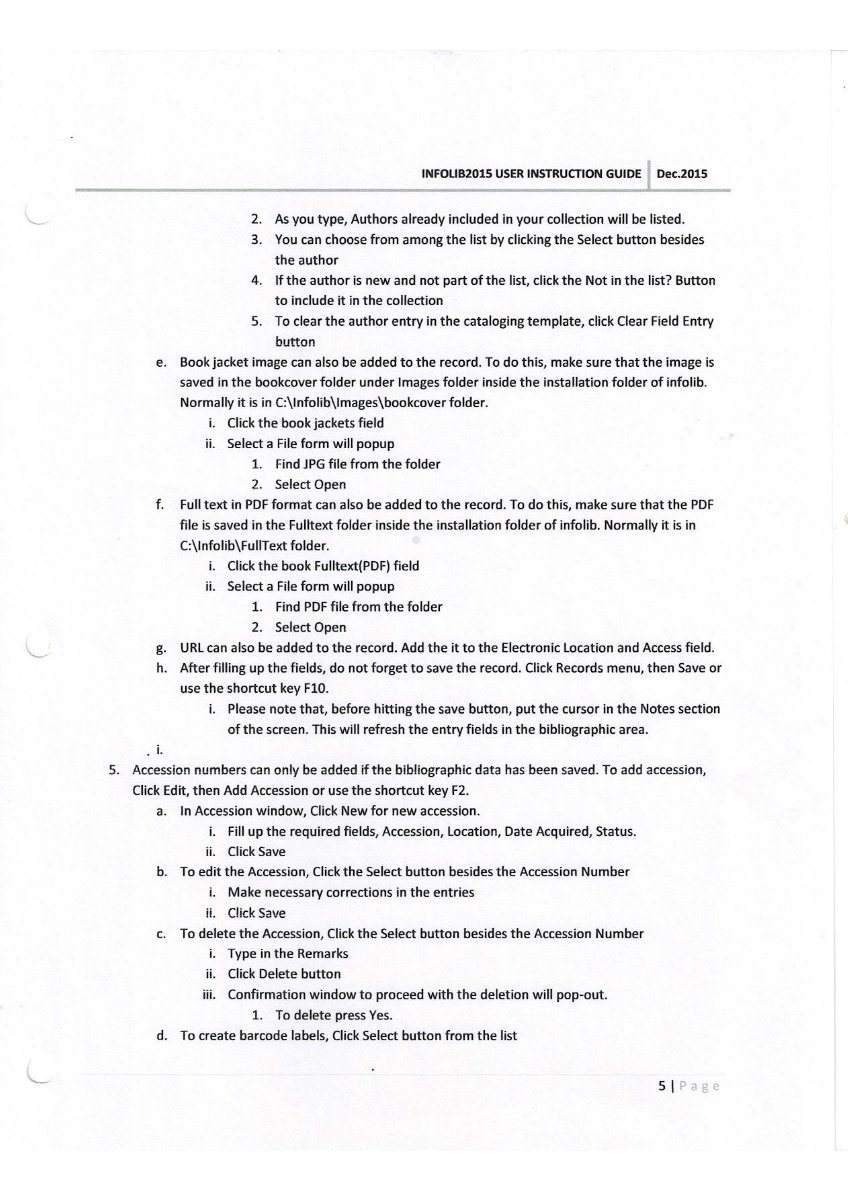 INFOLIB2015 USER INSTRUCTION GUIDE Dec.2015
2. As you type, Authors already included in your collection will be listed.
3. You can choose from among the list by clicking the Select button besides
the author
4. If the author is new and not part of the list, click the Not in the list? Button
to include it in the collection
5. To clear the author entry in the cataloging template, click Clear Field Entry
button
e. Book jacket image can also be added to the record. To do this, make sure that the image is
saved in the bookcover folder under Images folder inside the installation folder of infolib.
Normally it is in C:\Infolib\Images\bookcover folder.
i. Click the book jackets field
ii. Select a File form will popup
1. Find JPG file from the folder
2. Select Open
f. Full text in PDF format can also be added to the record. To do this, make sure that the PDF
file is saved in the Fulltext folder inside the installation folder of infolib. Normally it is in
C:\Infolib\FullText folder.
i. Click the book Fulltext(PDF) field
ii. Select a File form will popup
1. Find PDF file from the folder
2. Select Open
g. URL can also be added to the record. Add the it to the Electronic Location and Access field.
h. After filling up the fields, do not forget to save the record. Click Records menu, then Save or
use the shortcut key F10.
i. Please note that, before hitting the save button, put the cursor in the Notes section
of the screen. This will refresh the entry fields in the bibliographic area.
i.
5. Accession numbers can only be added if the bibliographic data has been saved. To add accession,
Click Edit, then Add Accession or use the shortcut key F2.
a. In Accession window, Click New for new accession.
i. Fill up the required fields, Accession, Location, Date Acquired, Status.
ii. Click Save
b. To edit the Accession, Click the Select button besides the Accession Number
i. Make necessary corrections in the entries
ii. Click Save
c. To delete the Accession, Click the Select button besides the Accession Number
i. Type in the Remarks
ii. Click Delete button
iii. Confirmation window to proceed with the deletion will pop-out.
1. To delete press Yes.
d. To create barcode labels, Click Select button from the list
5 | Page